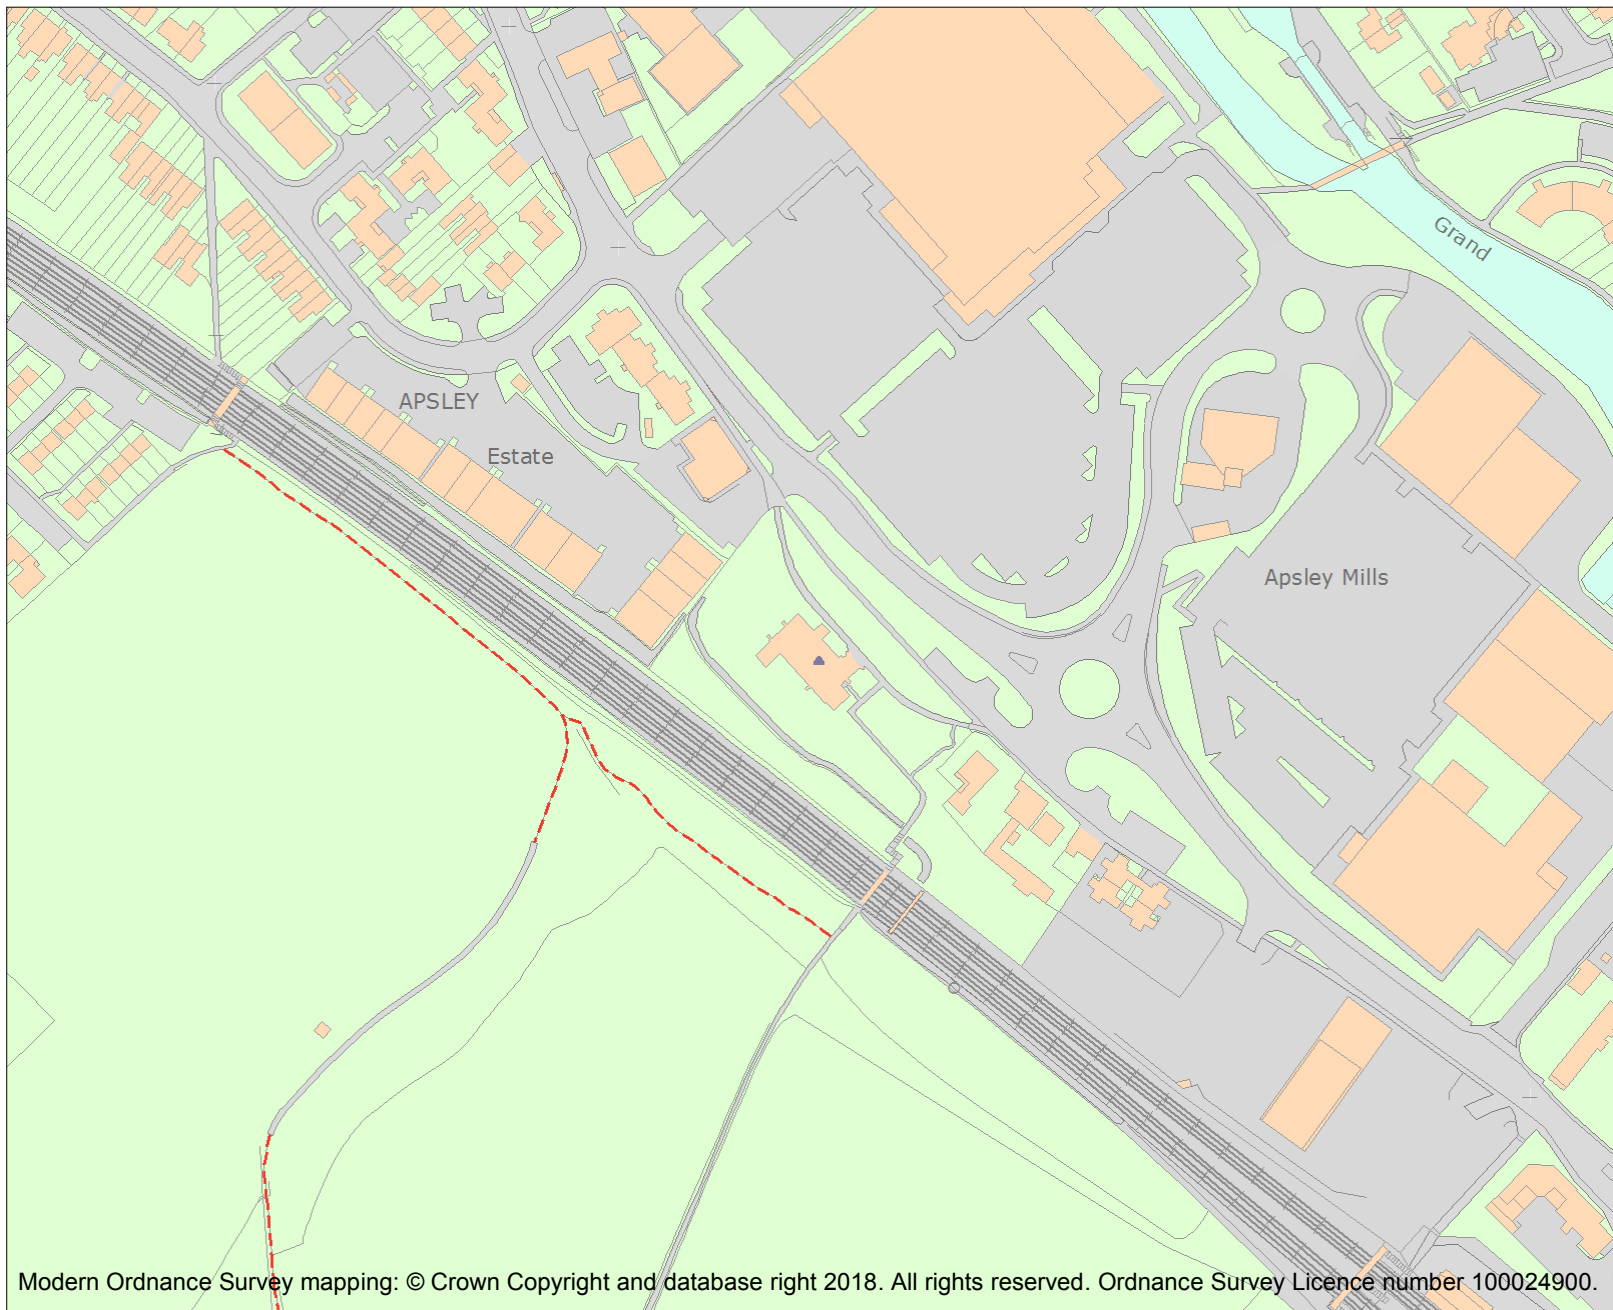 Grand
APSLEY
Estate
Apsley Mills
Modern Ordnance Survey mapping: © Crown Copyright and database right 2018. All rights reserved. Ordnance Survey Licence number 100024900.